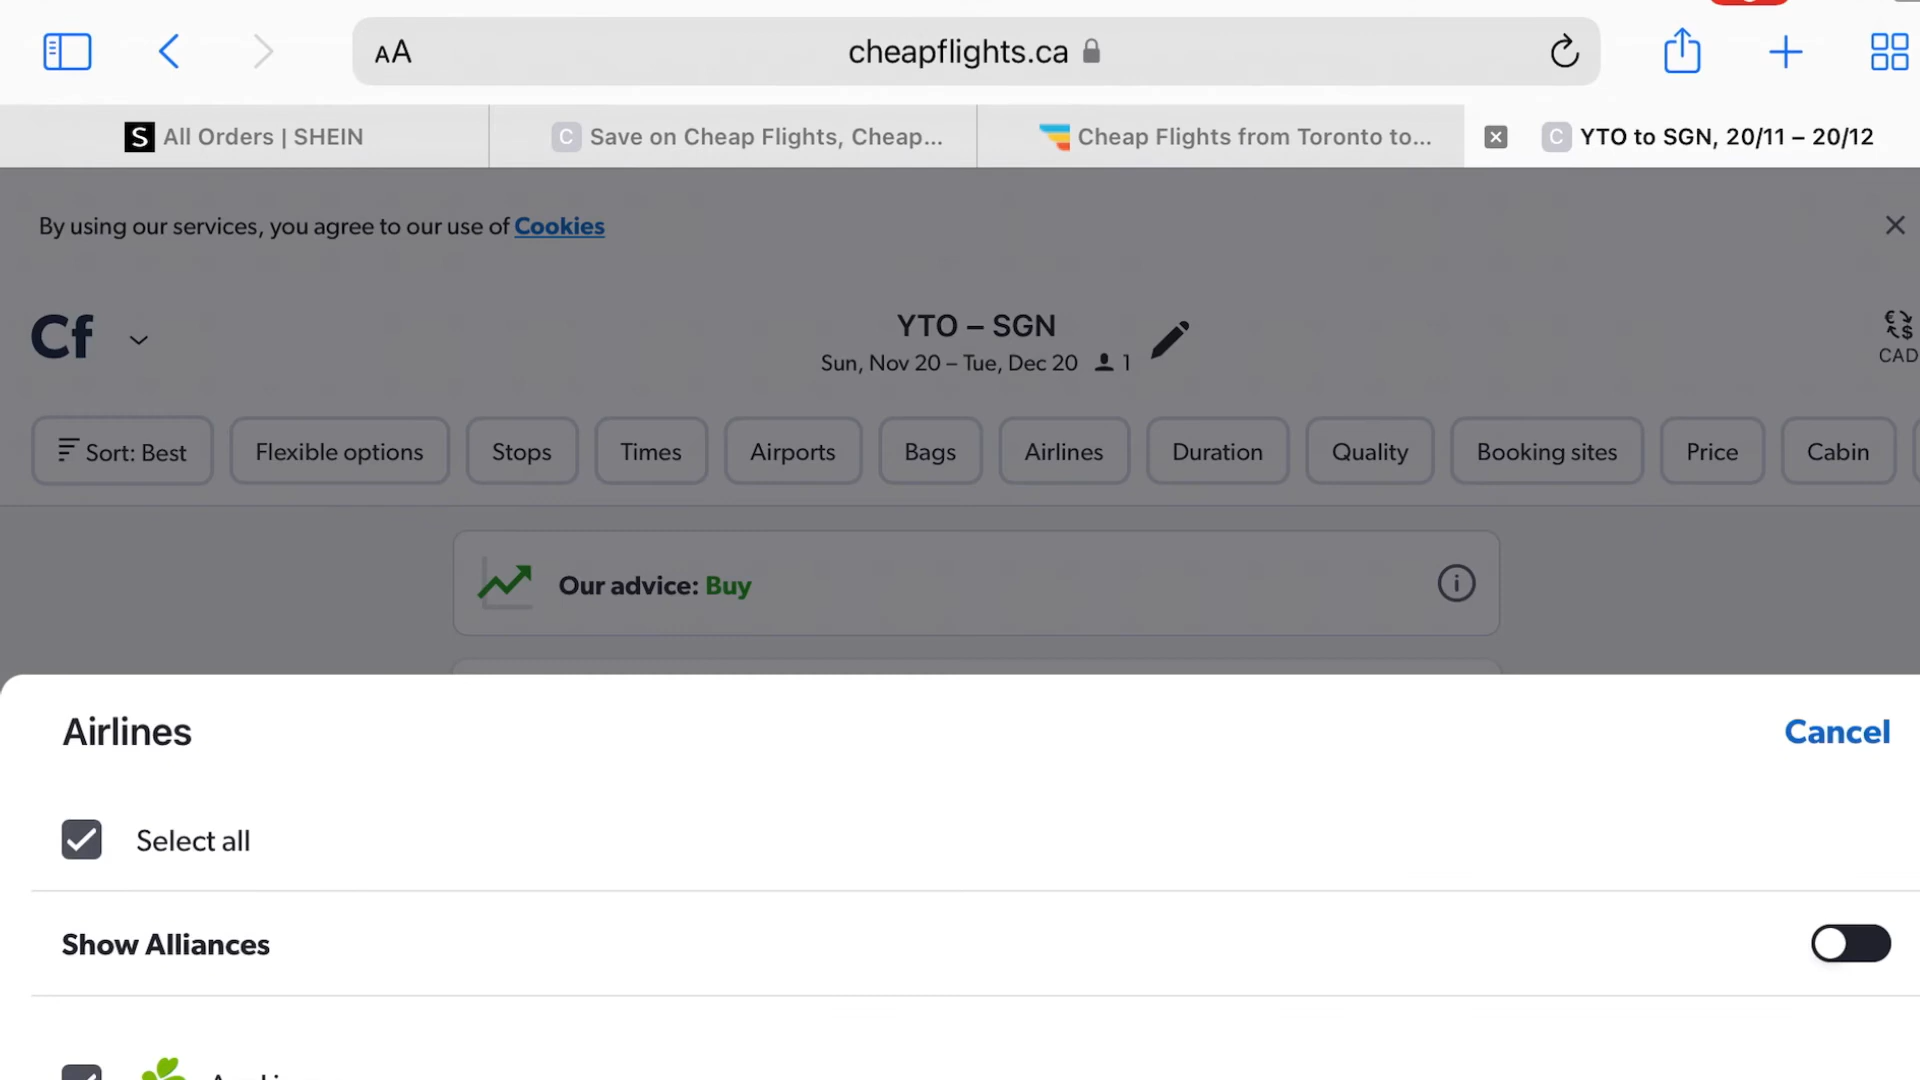 AA
cheapflights.ca
S All Orders | SHEIN
C Save on Cheap Flights, Cheap...
Cheap Flights from Toronto to...
C YTO to SGN, 20/11 – 20/12
By using our services, you agree to our use of Cookies
Cf
YTO – SGN
Sun, Nov 20 – Tue, Dec 20 1
€ $
CAD
Sort: Best
Flexible options
Stops
Times
Airports
Bags
Airlines
Duration
Quality
Booking sites
Price
Cabin
Our advice: Buy
Airlines
Cancel
Select all
Show Alliances